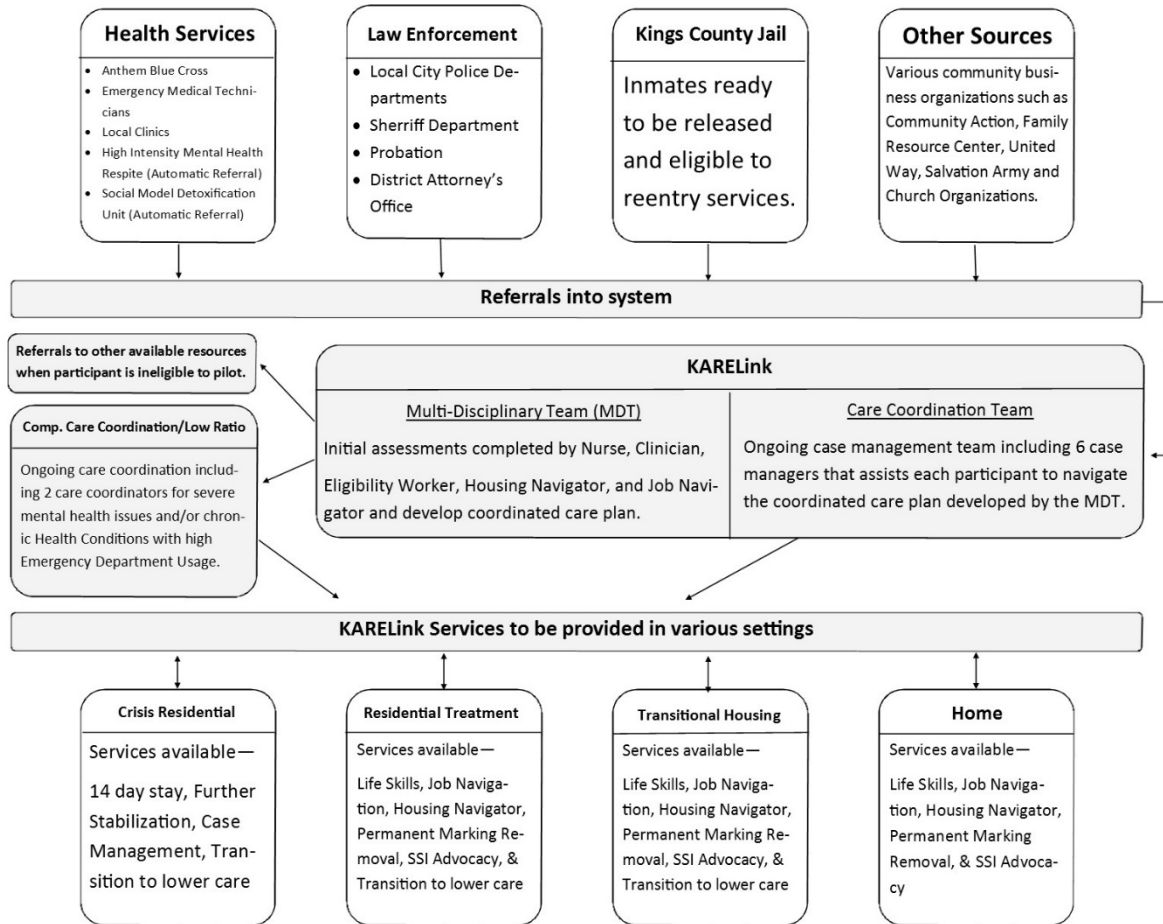 Health Services
• Anthem Blue Cross
• Emergency Medical Techni-
cians
• Local Clinics
• High Intensity Mental Health
Respite (Automatic Referral)
• Social Model Detoxification
Unit (Automatic Referral)
Law Enforcement
• Local City Police De-
partments
• Sherriff Department
• Probation
• District Attorney’s
Office
Kings County Jail
Inmates ready
to be released
and eligible to
reentry services.
Other Sources
Various community busi-
ness organizations such as
Community Action, Family
Resource Center, United
Way, Salvation Army and
Church Organizations.
Referrals into system
Referrals to other available resources
when participant is ineligible to pilot.
KARELink
Multi-Disciplinary Team (MDT)
Initial assessments completed by Nurse, Clinician,
Eligibility Worker, Housing Navigator, and Job Navi-
gator and develop coordinated care plan.
Care Coordination Team
Ongoing case management team including 6 case
managers that assists each participant to navigate
the coordinated care plan developed by the MDT.
Comp. Care Coordination/Low Ratio
Ongoing care coordination includ-
ing 2 care coordinators for severe
mental health issues and/or chron-
ic Health Conditions with high
Emergency Department Usage.
KARELink Services to be provided in various settings
Crisis Residential
Services available—
14 day stay, Further
Stabilization, Case
Management, Tran-
sition to lower care
Residential Treatment
Services available—
Life Skills, Job Naviga-
tion, Housing Navigator,
Permanent Marking Re-
moval, SSI Advocacy, &
Transition to lower care
Transitional Housing
Services available—
Life Skills, Job Naviga-
tion, Housing Navigator,
Permanent Marking Re-
moval, SSI Advocacy, &
Transition to lower care
Home
Services available—
Life Skills, Job Naviga-
tion, Housing Navigator,
Permanent Marking
Removal, & SSI Advoca-
cy